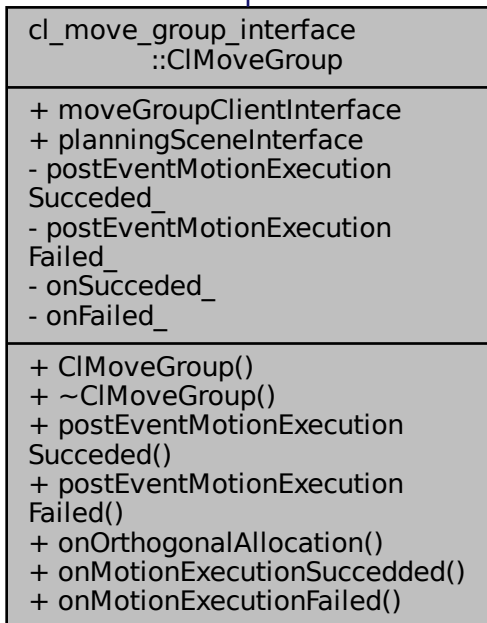 cl_move_group_interface
::ClMoveGroup
+ moveGroupClientInterface
+ planningSceneInterface
- postEventMotionExecution
Succeded_
- postEventMotionExecution
Failed_
- onSucceded_
- onFailed_
+ ClMoveGroup()
+ ~ClMoveGroup()
+ postEventMotionExecution
Succeded()
+ postEventMotionExecution
Failed()
+ onOrthogonalAllocation()
+ onMotionExecutionSuccedded()
+ onMotionExecutionFailed()